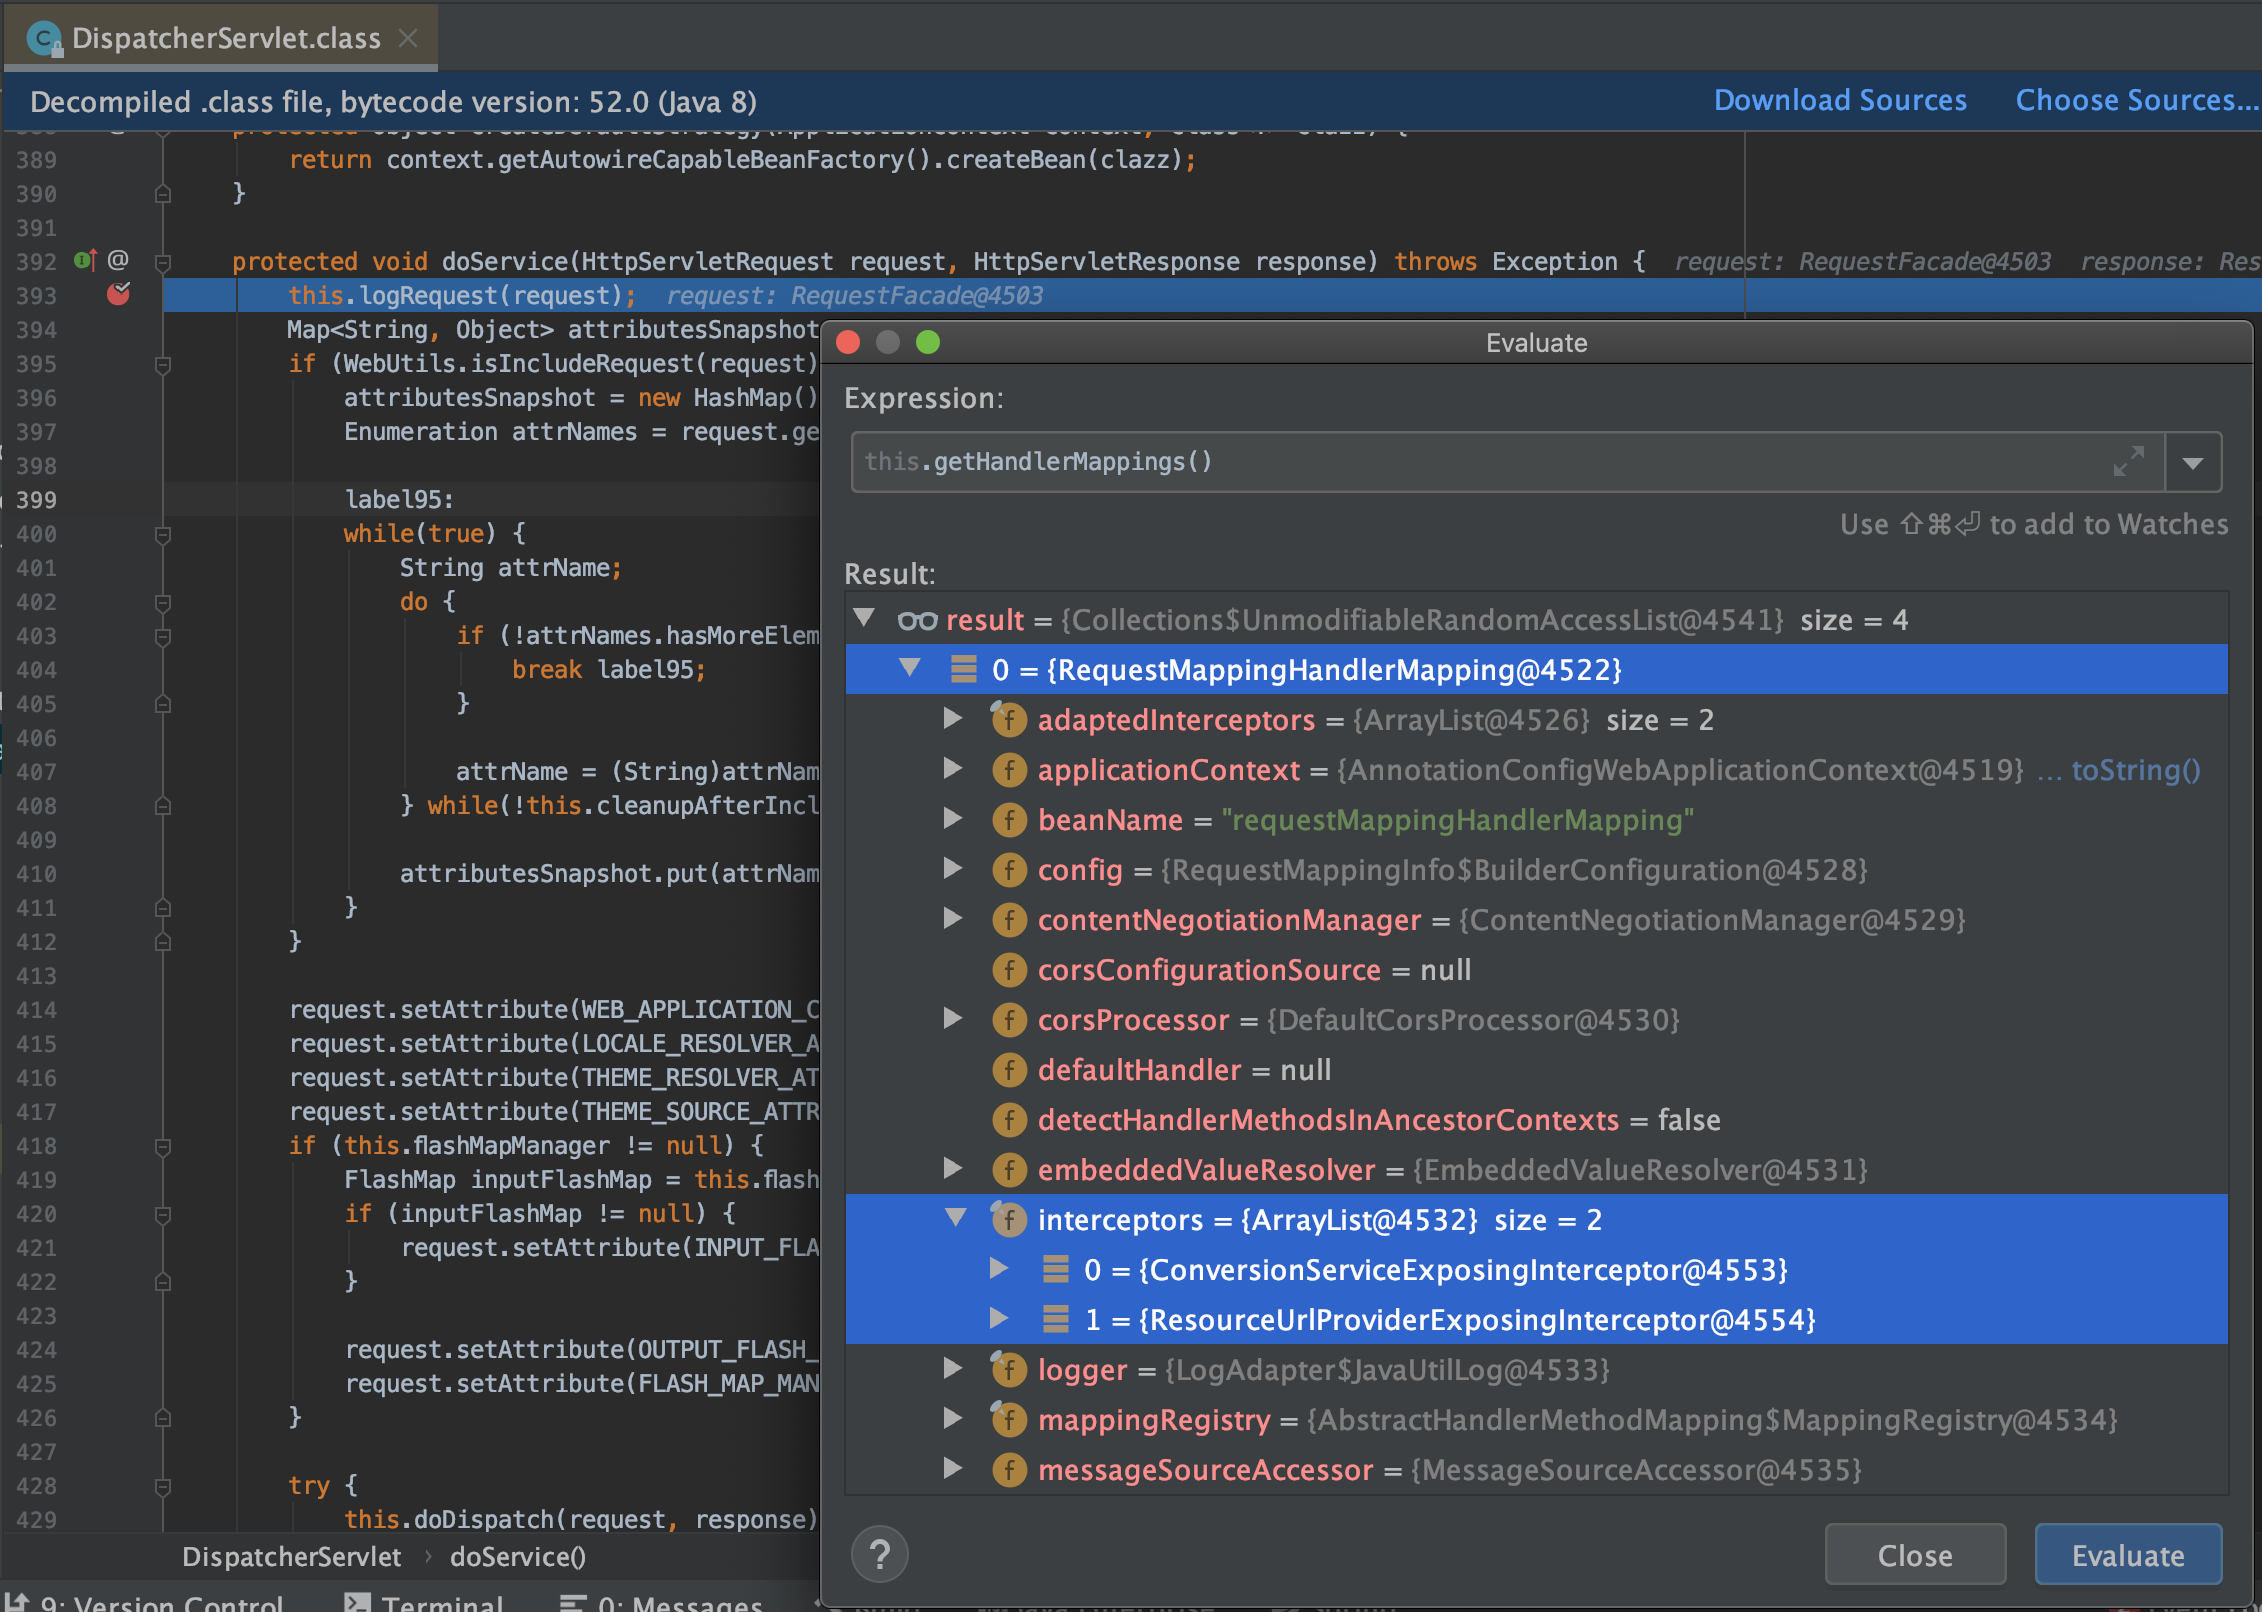 DispatcherServlet.class
Decompiled .class file, bytecode version: 52.0 (Java 8)
Download Sources
Choose Sources...
389 return context.getAutowireCapableBeanFactory().createBean(clazz);
390 }
391
392 @ protected void doService(HttpServletRequest request, HttpServletResponse response) throws Exception { request: RequestFacade@4503 response: Res
393 this.logRequest(request); request: RequestFacade@4503
394 Map<String, Object> attributesSnapshot
395 if (WebUtils.isIncludeRequest(request)
396 attributesSnapshot = new HashMap()
397 Enumeration attrNames = request.ge
398
399 label95:
400 while(true) {
401 String attrName;
402 do {
403 if (!attrNames.hasMoreElem
404 break label95;
405 }
406
407 attrName = (String)attrNam
408 } while(!this.cleanupAfterIncl
409
410 attributesSnapshot.put(attrNam
411 }
412 }
413
414 request.setAttribute(WEB_APPLICATION_C
415 request.setAttribute(LOCALE_RESOLVER_A
416 request.setAttribute(THEME_RESOLVER_AT
417 request.setAttribute(THEME_SOURCE_ATTR
418 if (this.flashMapManager != null) {
419 FlashMap inputFlashMap = this.flash
420 if (inputFlashMap != null) {
421 request.setAttribute(INPUT_FLA
422 }
423
424 request.setAttribute(OUTPUT_FLASH_
425 request.setAttribute(FLASH_MAP_MAN
426 }
427
428 try {
429 this.doDispatch(request, response)
DispatcherServlet › doService()
9: Version Control
Terminal
0: Messages
Evaluate
Expression:
this.getHandlerMappings()
Use ⇧⌘⏎ to add to Watches
Result:
result = {Collections$UnmodifiableRandomAccessList@4541} size = 4
0 = {RequestMappingHandlerMapping@4522}
f adaptedInterceptors = {ArrayList@4526} size = 2
f applicationContext = {AnnotationConfigWebApplicationContext@4519} ... toString()
f beanName = "requestMappingHandlerMapping"
f config = {RequestMappingInfo$BuilderConfiguration@4528}
f contentNegotiationManager = {ContentNegotiationManager@4529}
f corsConfigurationSource = null
f corsProcessor = {DefaultCorsProcessor@4530}
f defaultHandler = null
f detectHandlerMethodsInAncestorContexts = false
f embeddedValueResolver = {EmbeddedValueResolver@4531}
f interceptors = {ArrayList@4532} size = 2
0 = {ConversionServiceExposingInterceptor@4553}
1 = {ResourceUrlProviderExposingInterceptor@4554}
f logger = {LogAdapter$JavaUtilLog@4533}
f mappingRegistry = {AbstractHandlerMethodMapping$MappingRegistry@4534}
f messageSourceAccessor = {MessageSourceAccessor@4535}
?
Close
Evaluate